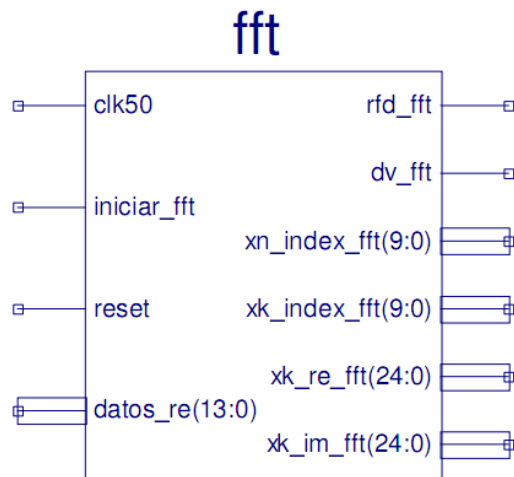 fft
clk50
rfd_fft
dv_fft
iniciar_fft
xn_index_fft(9:0)
reset
xk_index_fft(9:0)
xk_re_fft(24:0)
datos_re(13:0)
xk_im_fft(24:0)